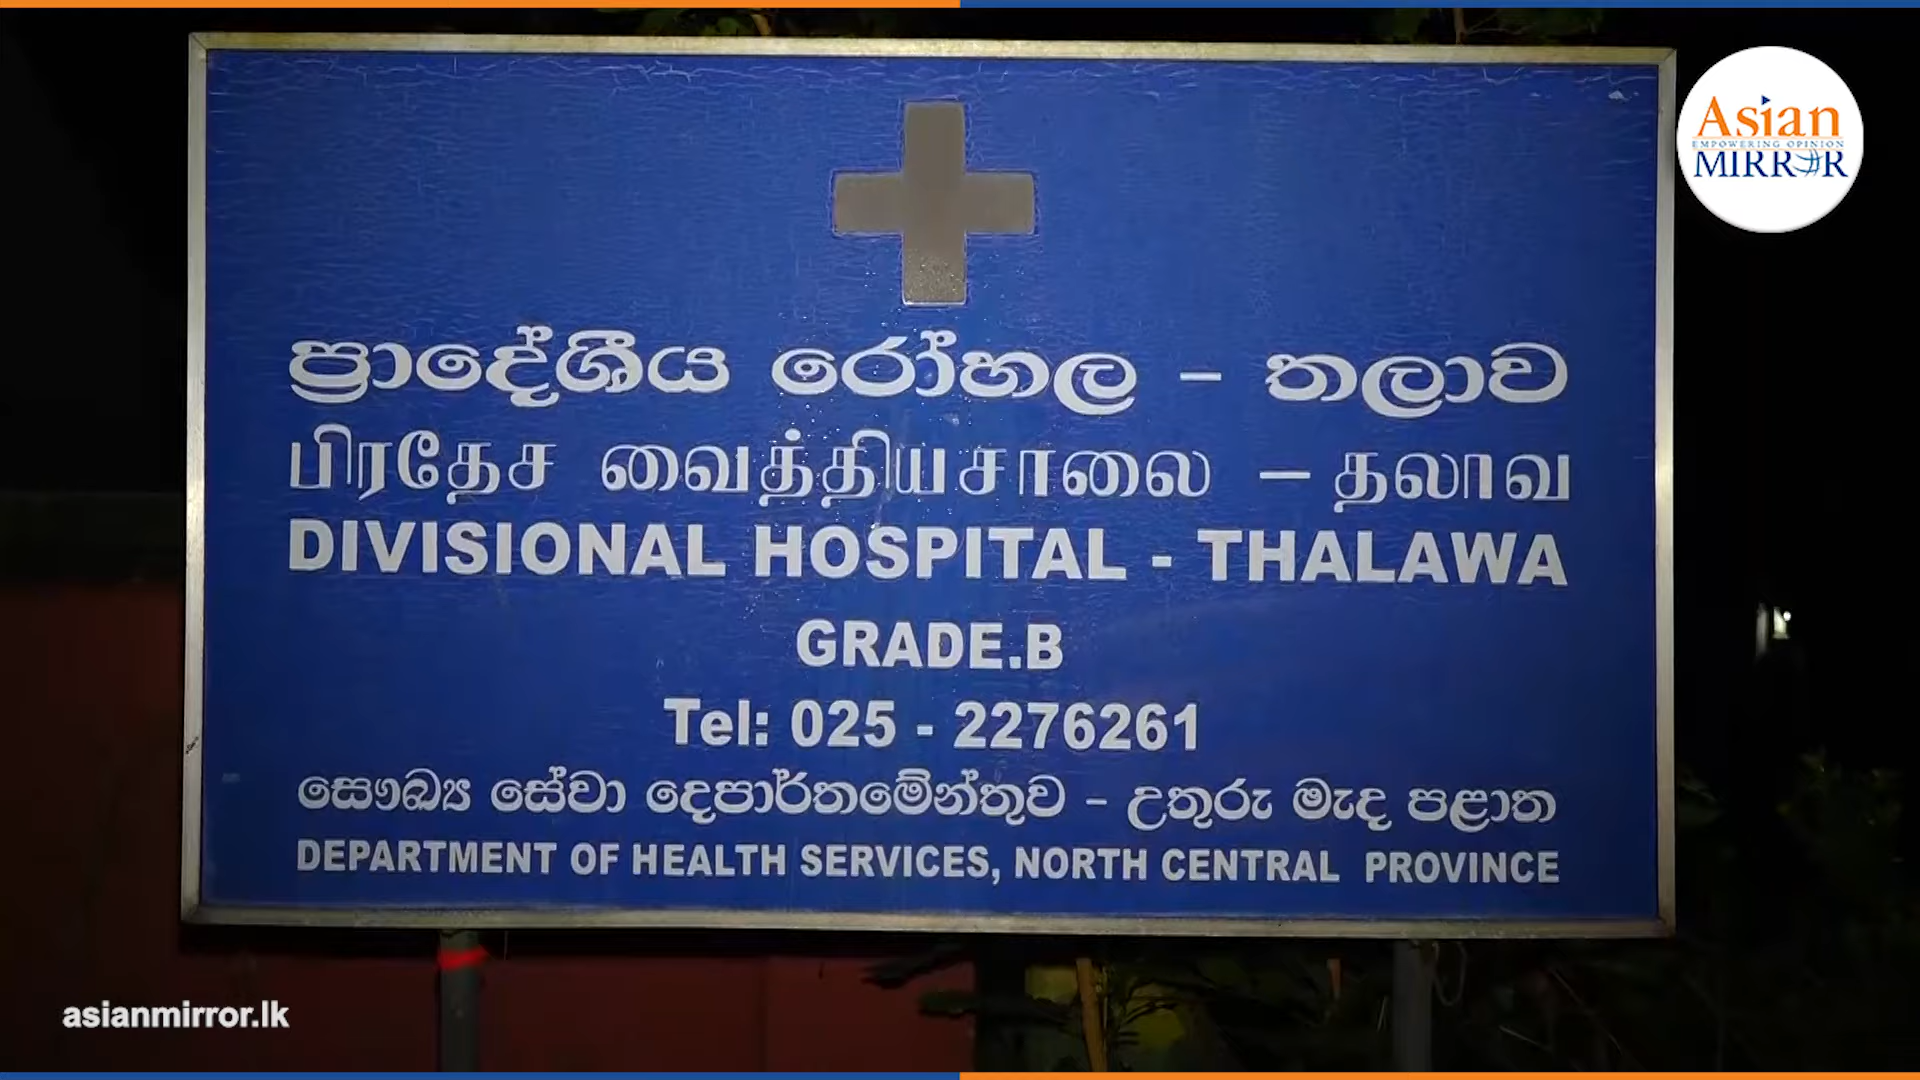 Asian
EMPOWERING OPINION
MIRROR
ප්‍රාදේශීය රෝහල – තලාව
பிரதேச வைத்தியசாலை – தலாவ
DIVISIONAL HOSPITAL - THALAWA
GRADE.B
Tel: 025 - 2276261
සෞඛ්‍ය සේවා දෙපාර්තමේන්තුව – උතුරු මැද පළාත
DEPARTMENT OF HEALTH SERVICES, NORTH CENTRAL PROVINCE
asianmirror.lk